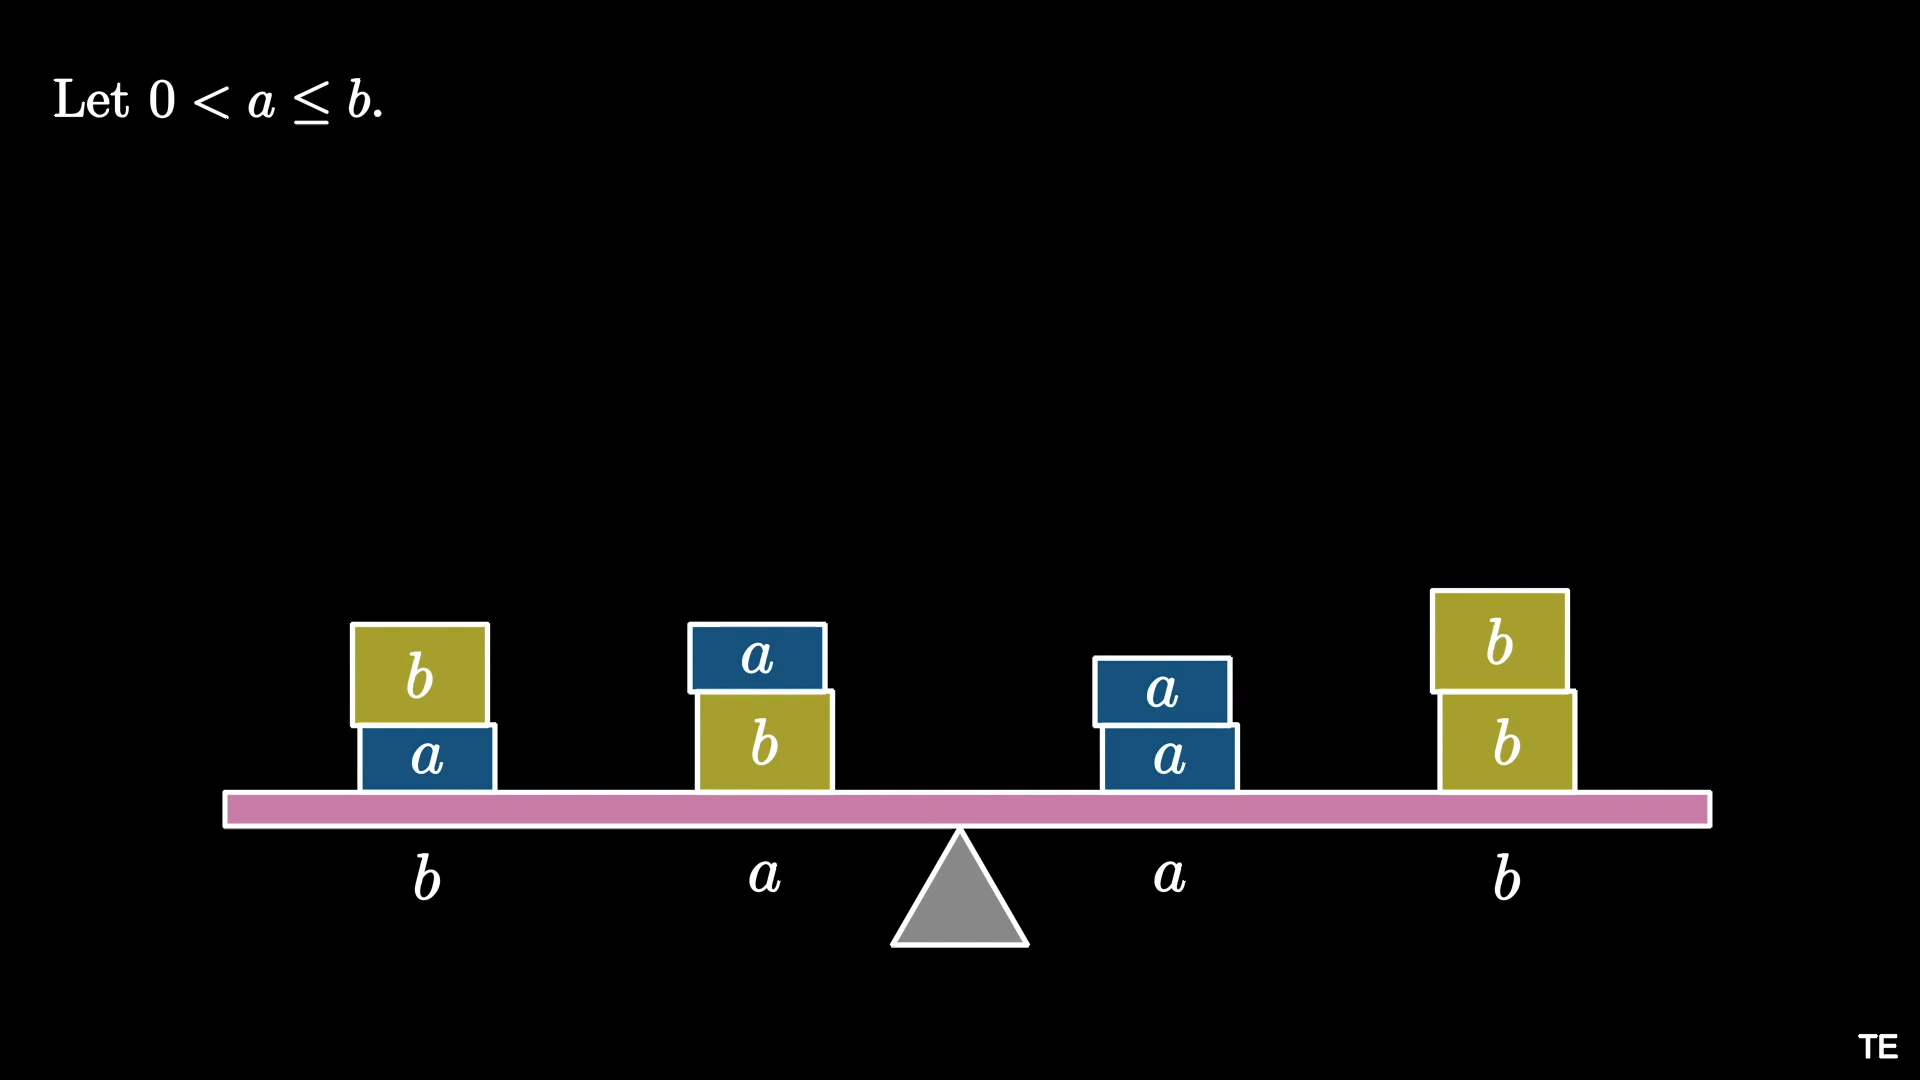 Let 0 < a ≤ b.
b
b a a b
a b a b
b a a b
TE